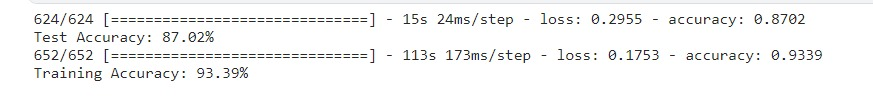 624/624 [==============================] - 15s 24ms/step - loss: 0.2955 - accuracy: 0.8702
Test Accuracy: 87.02%
652/652 [==============================] - 113s 173ms/step - loss: 0.1753 - accuracy: 0.9339
Training Accuracy: 93.39%